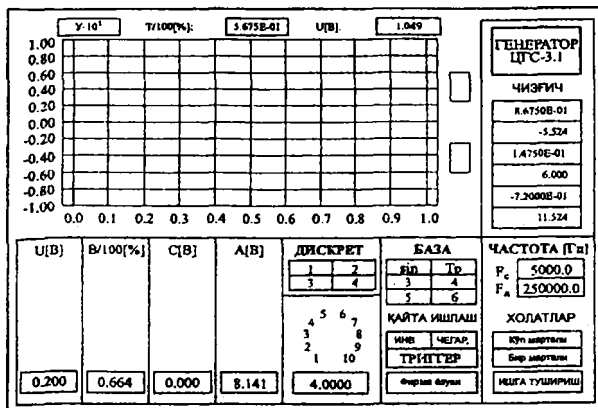 У·10¹ T/100[%]: 5.675E-01 U[B]. 1.049
1.00
0.80
0.60
0.40
0.20
0.00
-0.20
-0.40
-0.60
-0.80
-1.00
0.0 0.1 0.2 0.3 0.4 0.5 0.6 0.7 0.8 0.9 1.0
ГЕНЕРАТОР
ЦГС-3.1
ЧИЗҒИЧ
8.6750E-01
-5.524
1.4750E-01
6.000
-7.2000E-01
11.524
U[B] B/100[%] C[B] A[B]
0.200 0.664 0.000 8.141
ДИСКРЕТ
1 2
3 4
1 2 3 4 5 6 7 8 9 10
4.0000
БАЗА
sin Тр
3 4
5 6
ҚАЙТА ИШЛАШ
ИНВ ЧЕГАР,
ТРИГГЕР
Фирма ёзуви
ЧАСТОТА [Гц]
Fc 5000.0
Fд 250000.0
ХОЛАТЛАР
Кўп мартали
Бир мартали
ИШГА ТУШИРИШ